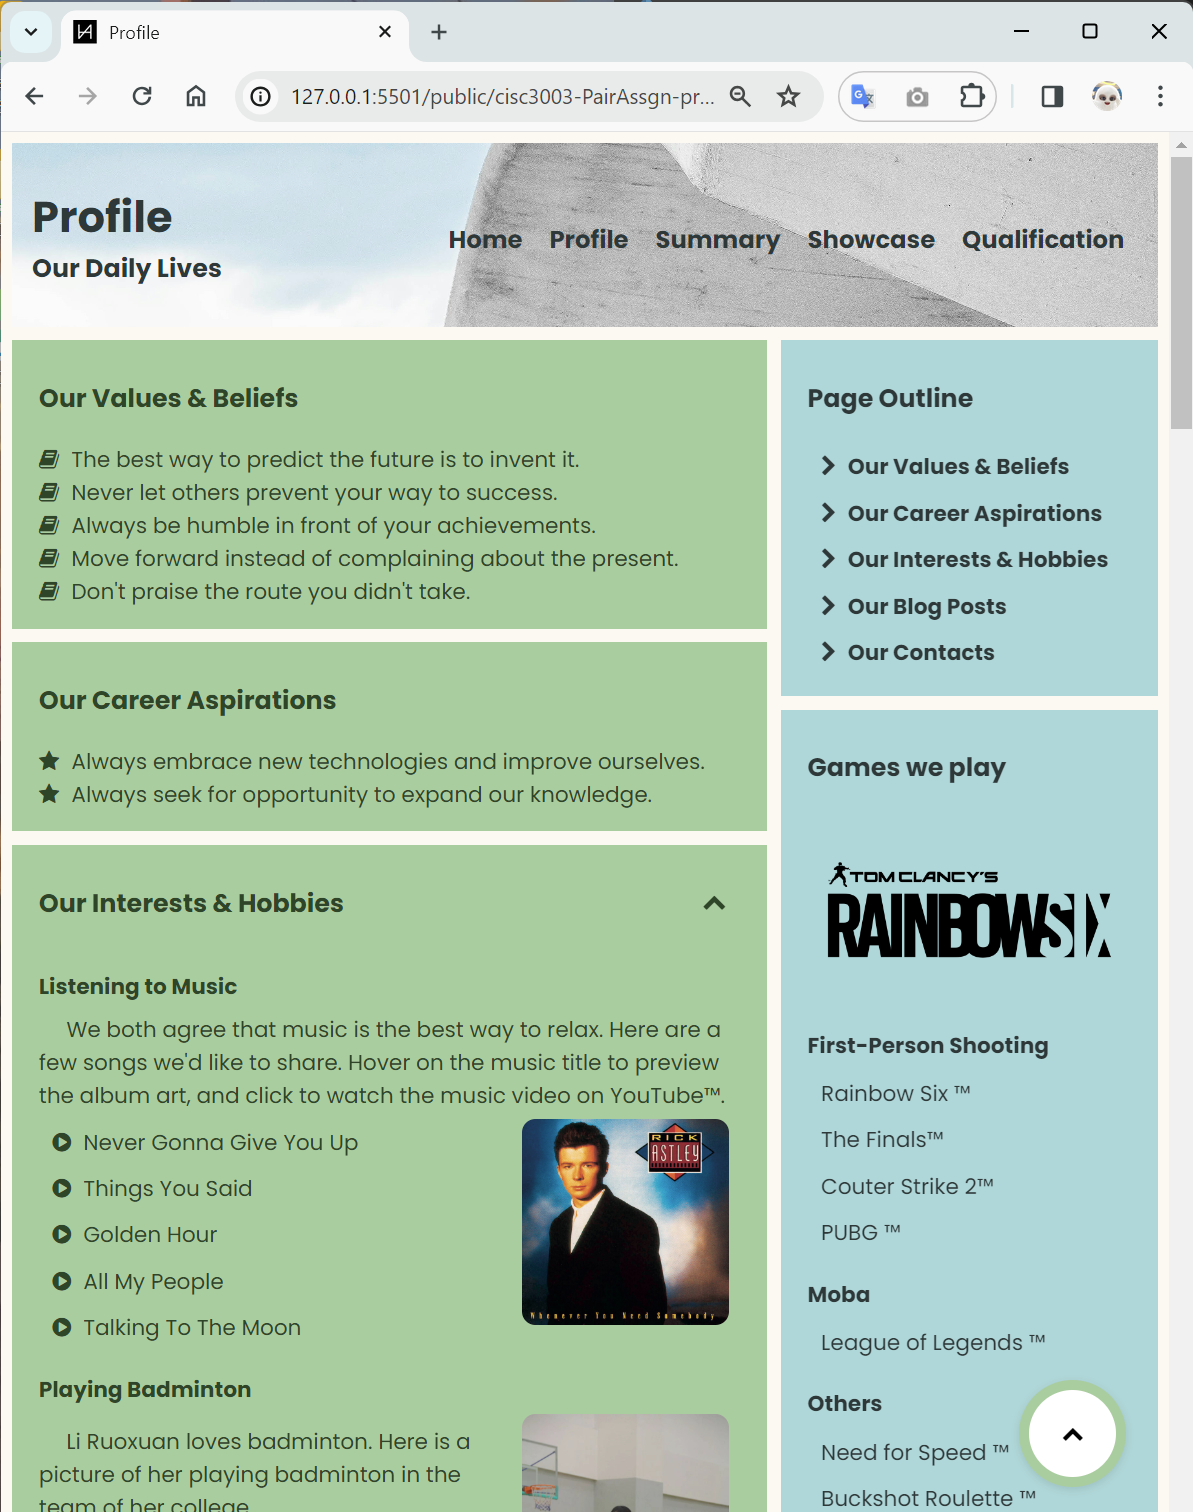 Profile
127.0.0.1:5501/public/cisc3003-PairAssgn-pr...
Profile
Our Daily Lives
Home Profile Summary Showcase Qualification
Our Values & Beliefs
The best way to predict the future is to invent it.
Never let others prevent your way to success.
Always be humble in front of your achievements.
Move forward instead of complaining about the present.
Don't praise the route you didn't take.
Our Career Aspirations
Always embrace new technologies and improve ourselves.
Always seek for opportunity to expand our knowledge.
Our Interests & Hobbies
Listening to Music
We both agree that music is the best way to relax. Here are a
few songs we'd like to share. Hover on the music title to preview
the album art, and click to watch the music video on YouTube™.
Never Gonna Give You Up
Things You Said
Golden Hour
All My People
Talking To The Moon
RICK
ASTLEY
Whenever You Need Somebody
Playing Badminton
Li Ruoxuan loves badminton. Here is a
picture of her playing badminton in the
team of her college
Page Outline
Our Values & Beliefs
Our Career Aspirations
Our Interests & Hobbies
Our Blog Posts
Our Contacts
Games we play
TOM CLANCY'S
RAINBOW SIX
First-Person Shooting
Rainbow Six ™
The Finals™
Couter Strike 2™
PUBG ™
Moba
League of Legends ™
Others
Need for Speed ™
Buckshot Roulette ™